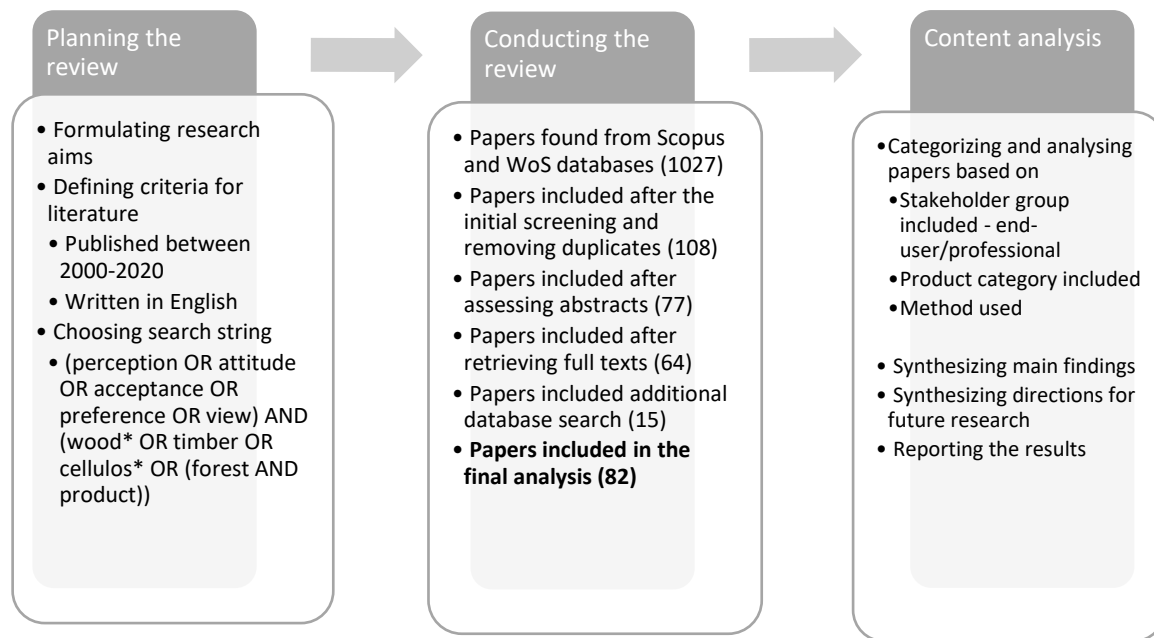 Planning the
review
• Formulating research
aims
• Defining criteria for
literature
• Published between
2000-2020
• Written in English
• Choosing search string
• (perception OR attitude
OR acceptance OR
preference OR view) AND
(wood* OR timber OR
cellulos* OR (forest AND
product))
Conducting the
review
• Papers found from Scopus
and WoS databases (1027)
• Papers included after the
initial screening and
removing duplicates (108)
• Papers included after
assessing abstracts (77)
• Papers included after
retrieving full texts (64)
• Papers included additional
database search (15)
• Papers included in the
final analysis (82)
Content analysis
•Categorizing and analysing
papers based on
•Stakeholder group
included - end-
user/professional
•Product category included
•Method used
• Synthesizing main findings
• Synthesizing directions for
future research
• Reporting the results